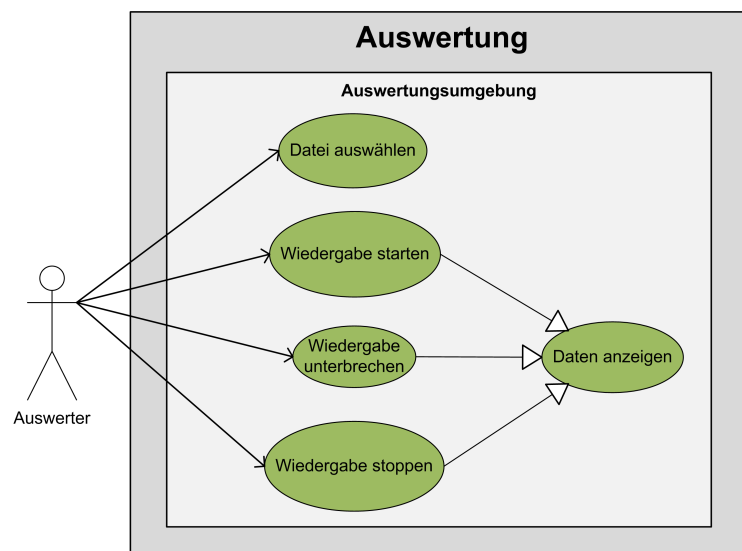 Auswertung
Auswertungsumgebung
Datei auswählen
Wiedergabe starten
Wiedergabe
unterbrechen
Daten anzeigen
Auswerter
Wiedergabe stoppen